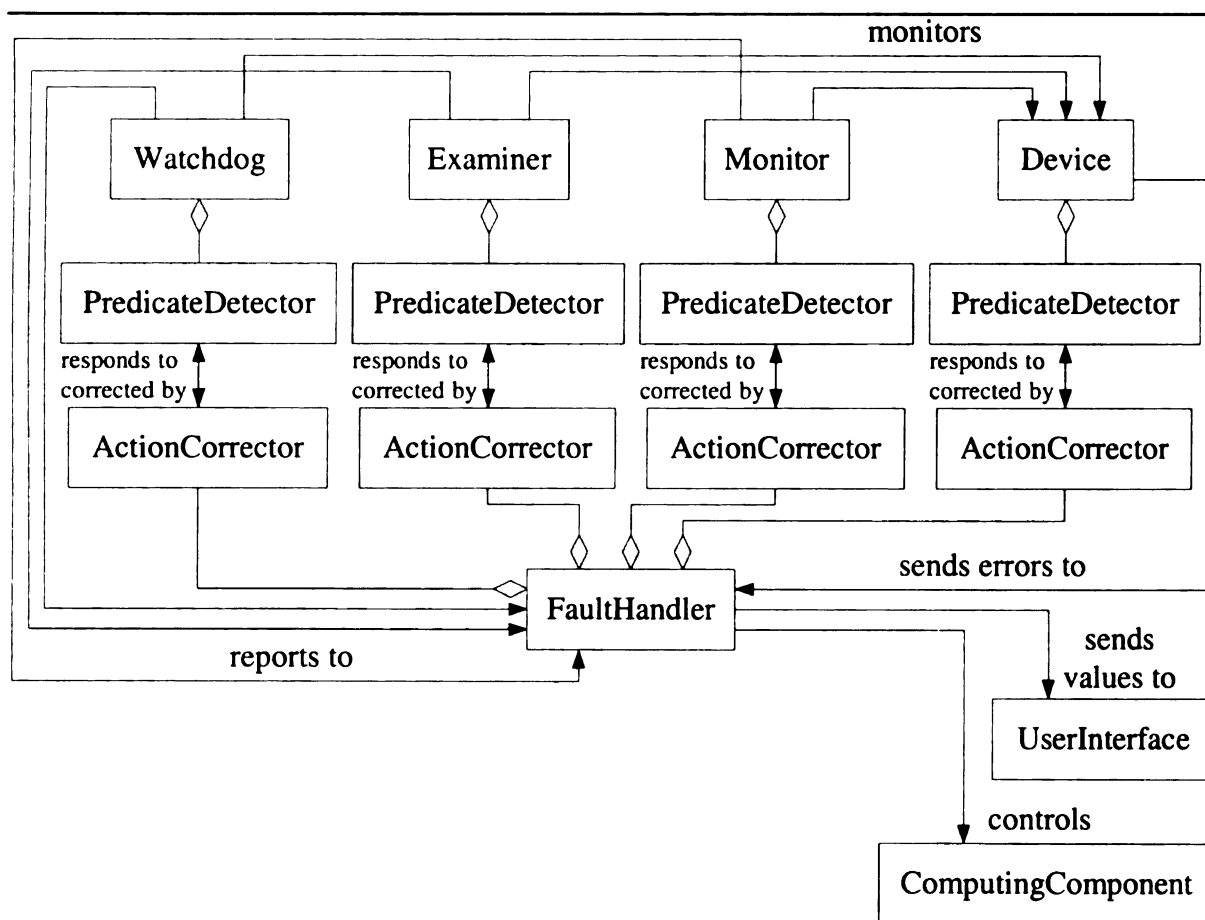 monitors
Watchdog
Examiner
Monitor
Device
PredicateDetector
PredicateDetector
PredicateDetector
PredicateDetector
responds to
corrected by
responds to
corrected by
responds to
corrected by
responds to
corrected by
ActionCorrector
ActionCorrector
ActionCorrector
ActionCorrector
sends errors to
FaultHandler
reports to
sends
values to
UserInterface
controls
ComputingComponent